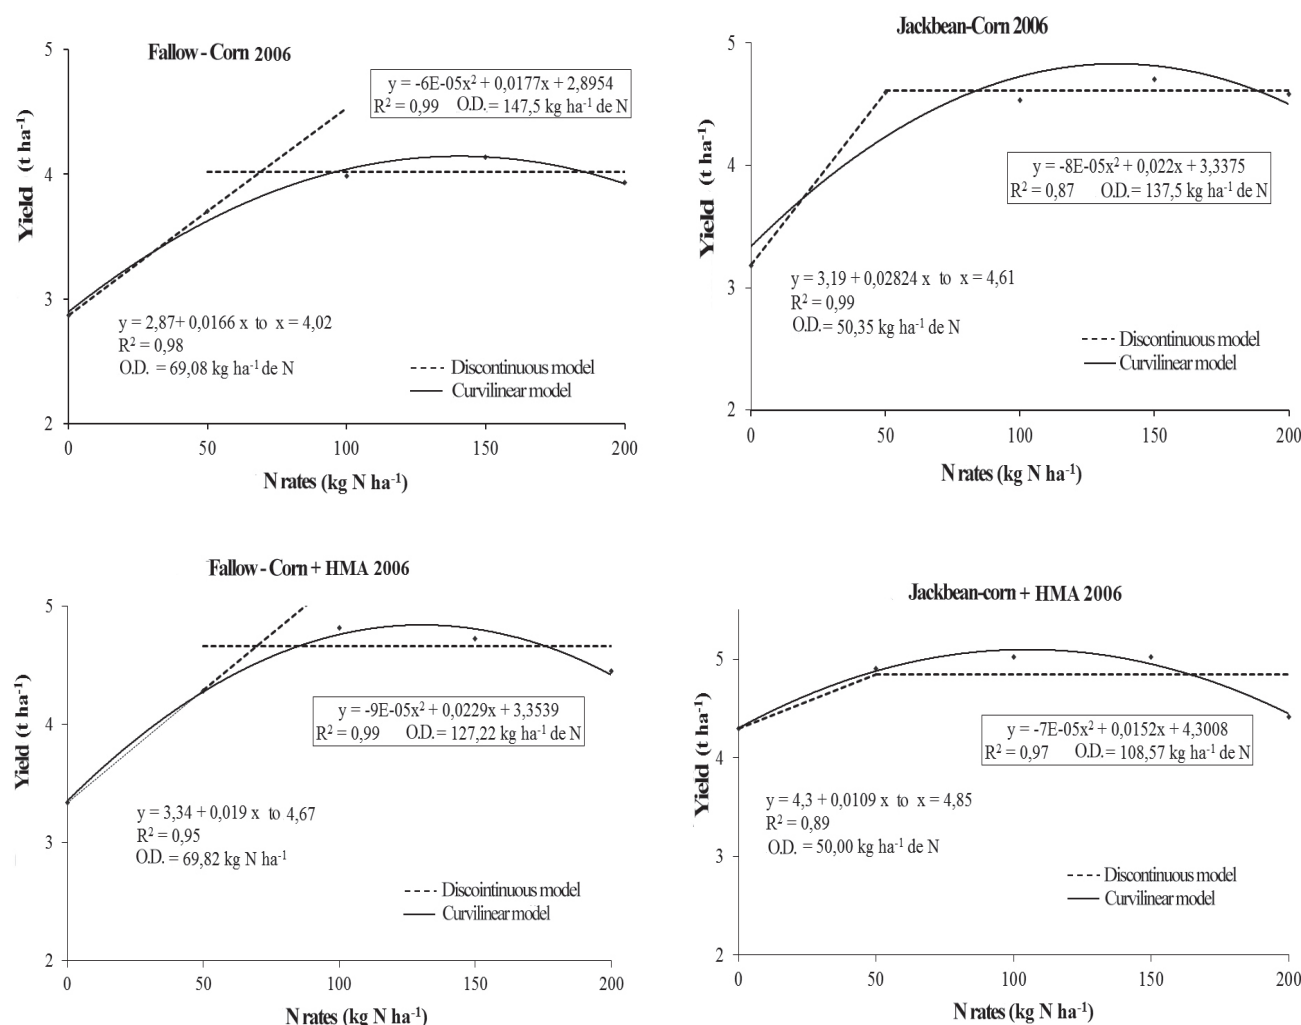 Fallow - Corn 2006
5
4
3
2
Yield (t ha⁻¹)
y = -6E-05x² + 0,0177x + 2,8954
R² = 0,99 O.D. = 147,5 kg ha⁻¹ de N
y = 2,87+ 0,0166 x to x = 4,02
R² = 0,98
O.D. = 69,08 kg ha⁻¹ de N
Discontinuous model
Curvilinear model
0 50 100 150 200
N rates (kg N ha⁻¹)
Jackbean-Corn 2006
5
4
3
2
Yield (t ha⁻¹)
y = -8E-05x² + 0,022x + 3,3375
R² = 0,87 O.D. = 137,5 kg ha⁻¹ de N
y = 3,19 + 0,02824 x to x = 4,61
R² = 0,99
O.D. = 50,35 kg ha⁻¹ de N
Discontinuous model
Curvilinear model
0 50 100 150 200
N rates (kg N ha⁻¹)
Fallow - Corn + HMA 2006
5
4
3
2
Yield (t ha⁻¹)
y = -9E-05x² + 0,0229x + 3,3539
R² = 0,99 O.D. = 127,22 kg ha⁻¹ de N
y = 3,34 + 0,019 x to 4,67
R² = 0,95
O.D. = 69,82 kg N ha⁻¹
Discointinuous model
Curvilinear model
0 50 100 150 200
N rates (kg N ha⁻¹)
Jackbean-corn + HMA 2006
5
4
3
2
Yield (t ha⁻¹)
y = -7E-05x² + 0,0152x + 4,3008
R² = 0,97 O.D. = 108,57 kg ha⁻¹ de N
y = 4,3 + 0,0109 x to x = 4,85
R² = 0,89
O.D. = 50,00 kg ha⁻¹ de N
Discontinuous model
Curvilinear model
0 50 100 150 200
N rates (kg N ha⁻¹)